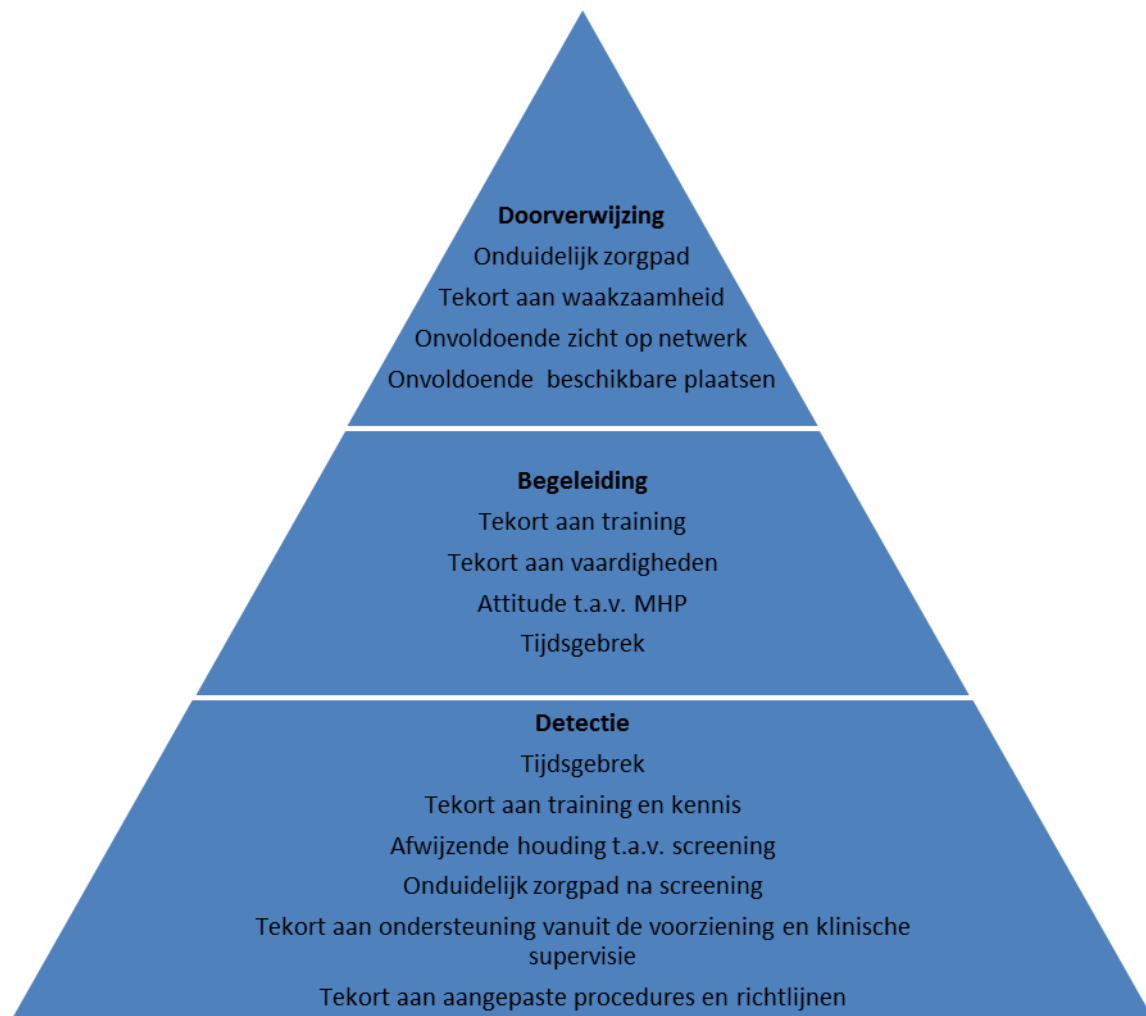 Doorverwijzing
Onduidelijk zorgpad
Tekort aan waakzaamheid
Onvoldoende zicht op netwerk
Onvoldoende beschikbare plaatsen
Begeleiding
Tekort aan training
Tekort aan vaardigheden
Attitude t.a.v. MHP
Tijdsgebrek
Detectie
Tijdsgebrek
Tekort aan training en kennis
Afwijzende houding t.a.v. screening
Onduidelijk zorgpad na screening
Tekort aan ondersteuning vanuit de voorziening en klinische
supervisie
Tekort aan aangepaste procedures en richtlijnen